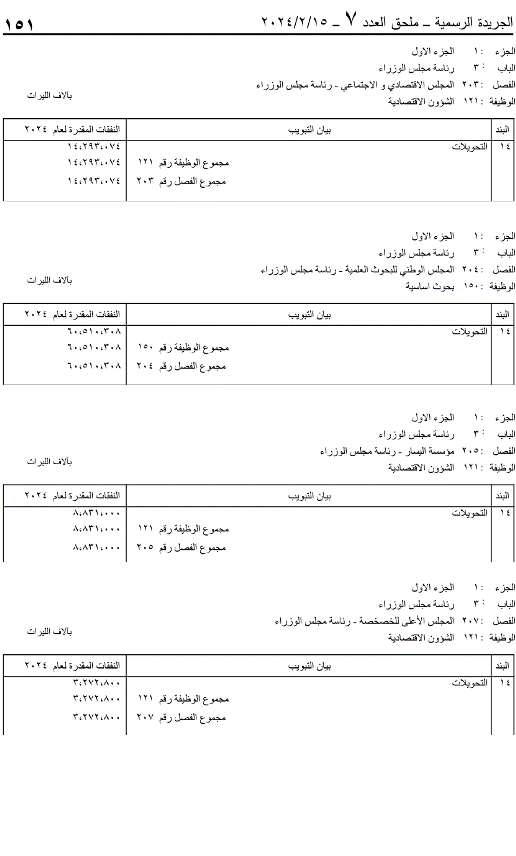 الجريدة الرسمية – ملحق العدد ٧ – ٢٠٢٤/٢/١٥ ١٥١
الجزء : ١ الجزء الاول
الباب : ٣ رئاسة مجلس الوزراء
الفصل : ٢٠٣ المجلس الاقتصادي و الاجتماعي - رئاسة مجلس الوزراء
الوظيفة : ١٢١ الشؤون الاقتصادية بآلاف الليرات
البند بيان التبويب النفقات المقدرة لعام ٢٠٢٤
١٤ التحويلات ١٤،٢٩٣،٠٧٤
مجموع الوظيفة رقم ١٢١ ١٤،٢٩٣،٠٧٤
مجموع الفصل رقم ٢٠٣ ١٤،٢٩٣،٠٧٤
الجزء : ١ الجزء الاول
الباب : ٣ رئاسة مجلس الوزراء
الفصل : ٢٠٤ المجلس الوطني للبحوث العلمية - رئاسة مجلس الوزراء
الوظيفة : ١٥٠ بحوث اساسية بآلاف الليرات
البند بيان التبويب النفقات المقدرة لعام ٢٠٢٤
١٤ التحويلات ٦٠،٥١٠،٣٠٨
مجموع الوظيفة رقم ١٥٠ ٦٠،٥١٠،٣٠٨
مجموع الفصل رقم ٢٠٤ ٦٠،٥١٠،٣٠٨
الجزء : ١ الجزء الاول
الباب : ٣ رئاسة مجلس الوزراء
الفصل : ٢٠٥ مؤسسة اليسار - رئاسة مجلس الوزراء
الوظيفة : ١٢١ الشؤون الاقتصادية بآلاف الليرات
البند بيان التبويب النفقات المقدرة لعام ٢٠٢٤
١٤ التحويلات ٨،٨٣١،٠٠٠
مجموع الوظيفة رقم ١٢١ ٨،٨٣١،٠٠٠
مجموع الفصل رقم ٢٠٥ ٨،٨٣١،٠٠٠
الجزء : ١ الجزء الاول
الباب : ٣ رئاسة مجلس الوزراء
الفصل : ٢٠٧ المجلس الأعلى للخصخصة - رئاسة مجلس الوزراء
الوظيفة : ١٢١ الشؤون الاقتصادية بآلاف الليرات
البند بيان التبويب النفقات المقدرة لعام ٢٠٢٤
١٤ التحويلات ٣،٢٧٢،٨٠٠
مجموع الوظيفة رقم ١٢١ ٣،٢٧٢،٨٠٠
مجموع الفصل رقم ٢٠٧ ٣،٢٧٢،٨٠٠